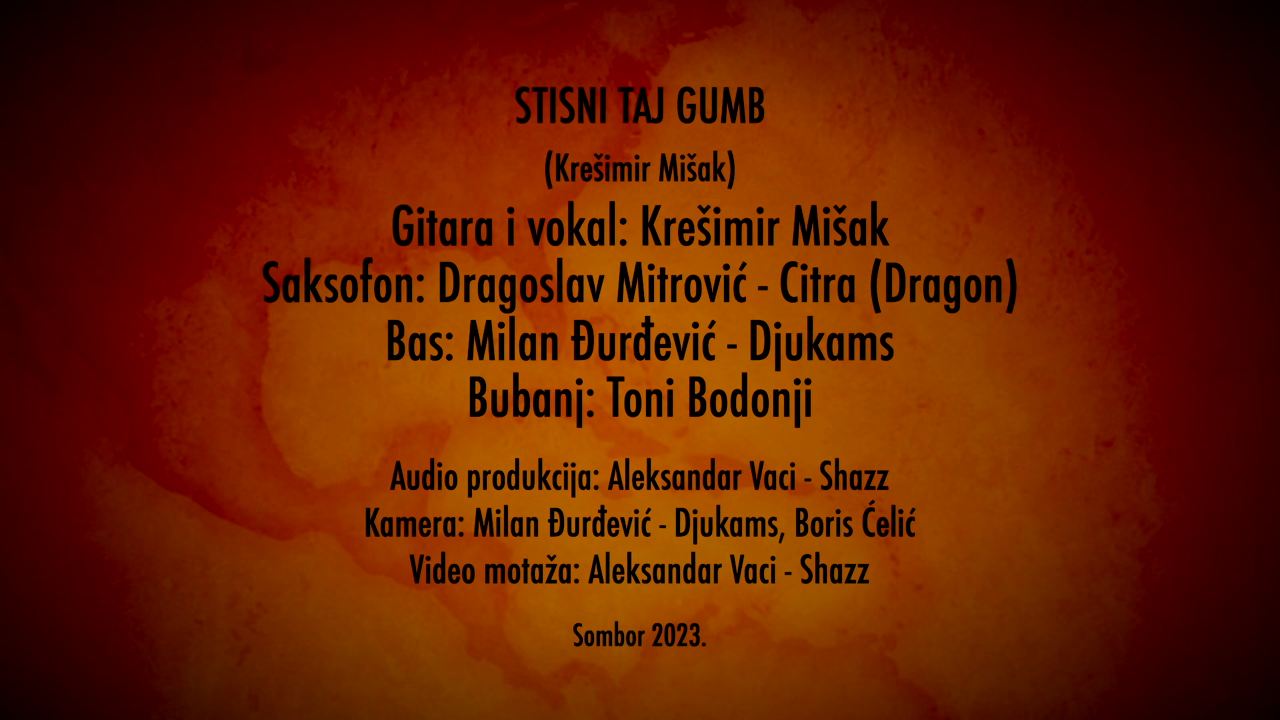 STISNI TAJ GUMB
(Krešimir Mišak)
Gitara i vokal: Krešimir Mišak
Saksofon: Dragoslav Mitrović - Citra (Dragon)
Bas: Milan Đurđević - Djukams
Bubanj: Toni Bodonji
Audio produkcija: Aleksandar Vaci - Shazz
Kamera: Milan Đurđević - Djukams, Boris Ćelić
Video motaža: Aleksandar Vaci - Shazz
Sombor 2023.